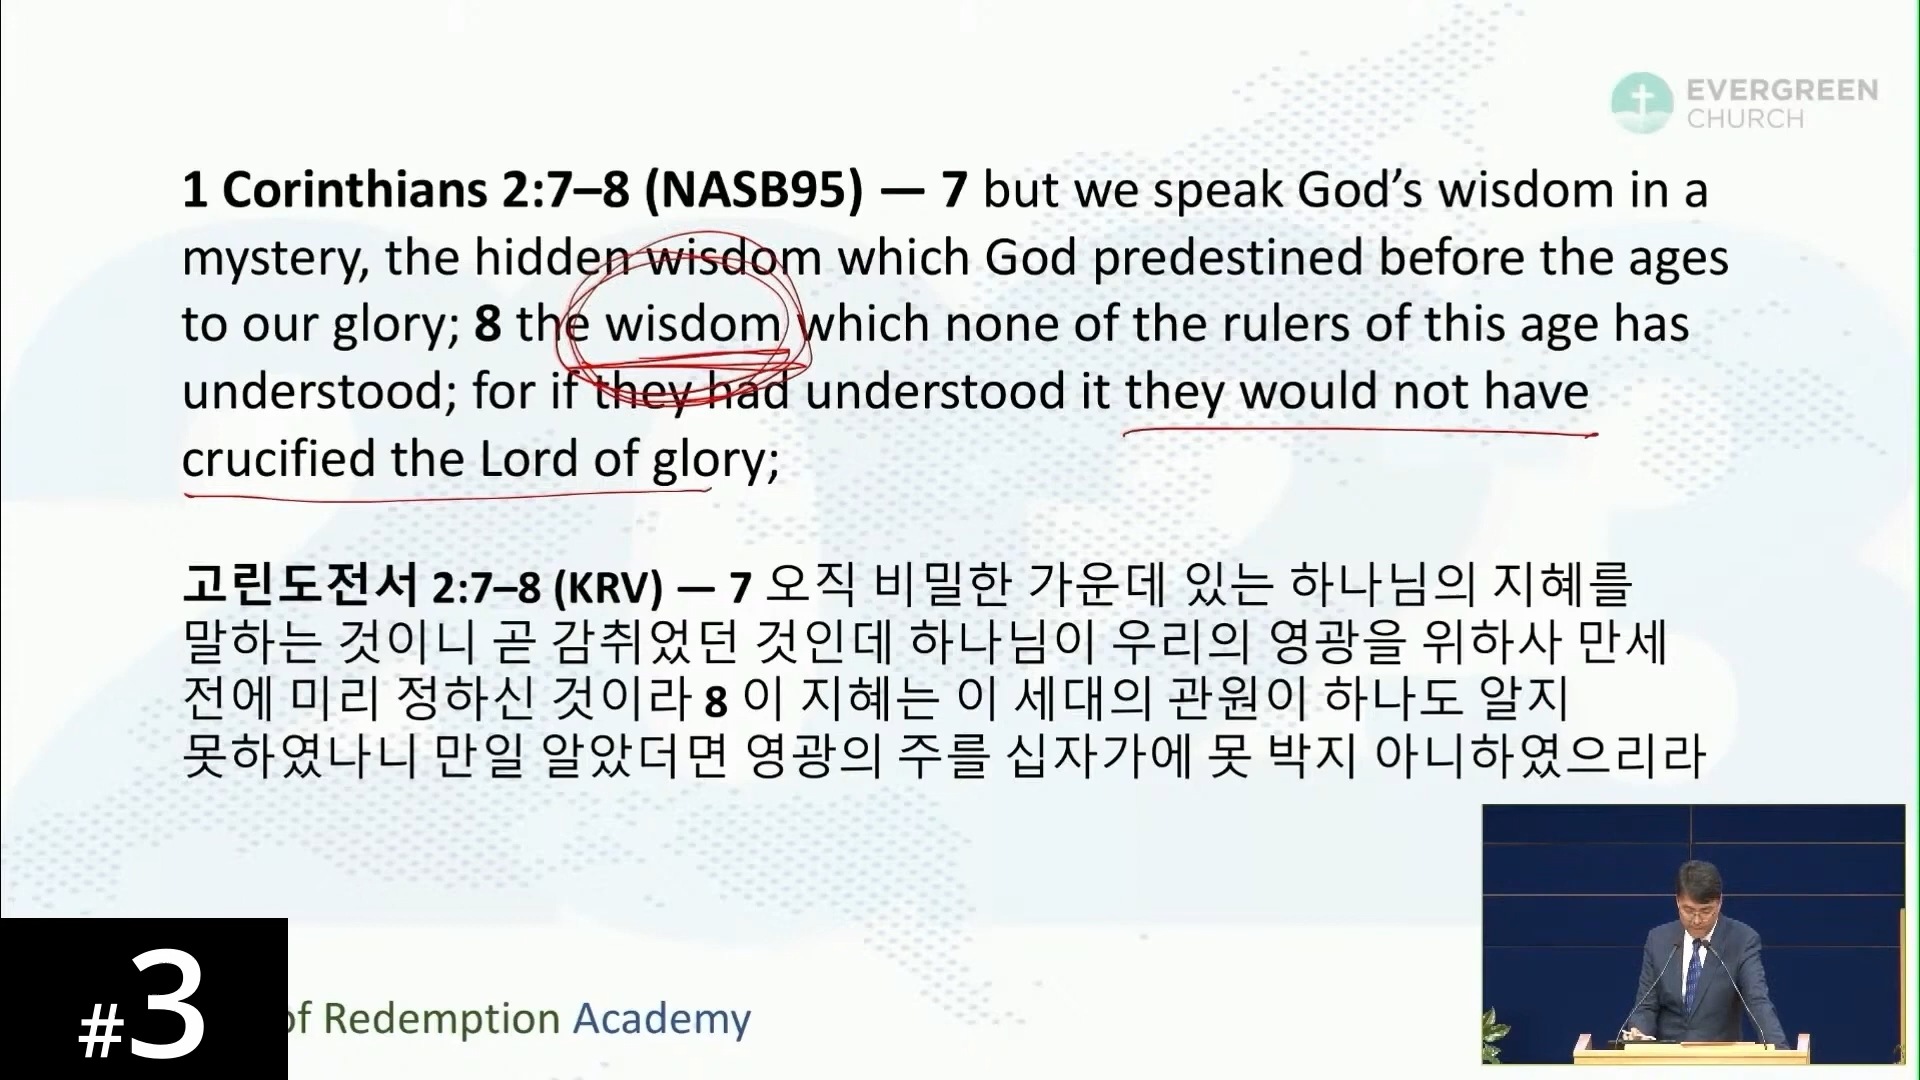 EVERGREEN
CHURCH
1 Corinthians 2:7–8 (NASB95) — 7 but we speak God’s wisdom in a
mystery, the hidden wisdom which God predestined before the ages
to our glory; 8 the wisdom which none of the rulers of this age has
understood; for if they had understood it they would not have
crucified the Lord of glory;
고린도전서 2:7–8 (KRV) — 7 오직 비밀한 가운데 있는 하나님의 지혜를
말하는 것이니 곧 감취었던 것인데 하나님이 우리의 영광을 위하사 만세
전에 미리 정하신 것이라 8 이 지혜는 이 세대의 관원이 하나도 알지
못하였나니 만일 알았더면 영광의 주를 십자가에 못 박지 아니하였으리라
#3
of Redemption Academy